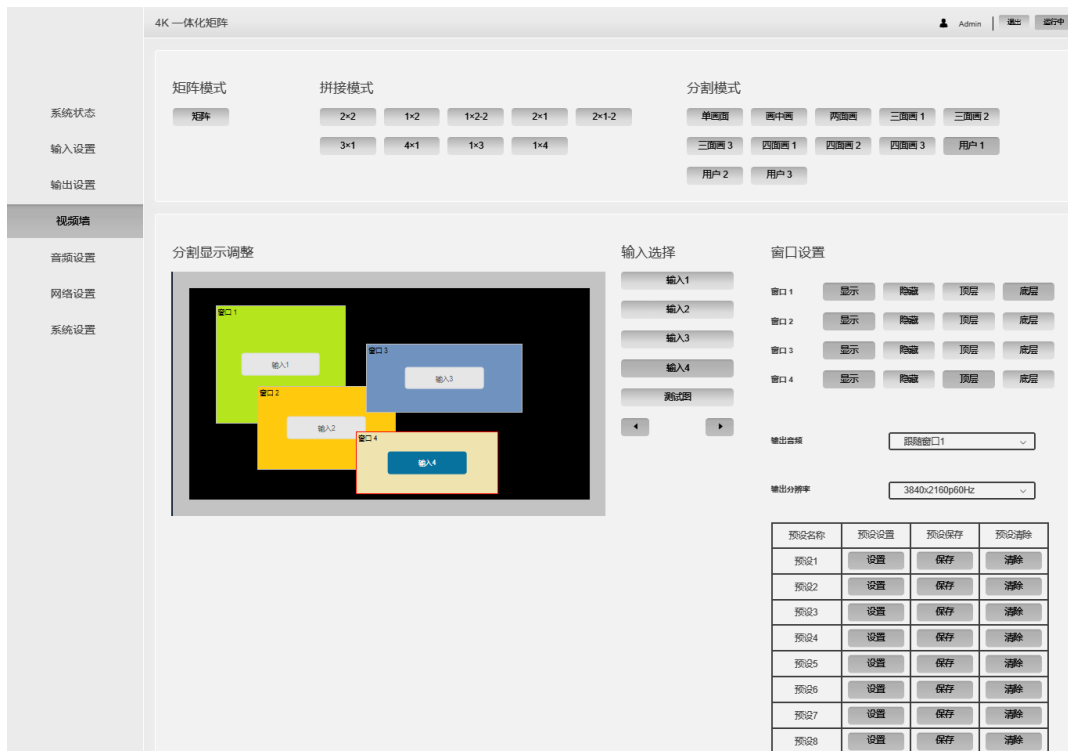 4K 一体化矩阵
Admin
退出
运行中
系统状态
输入设置
输出设置
视频墙
音频设置
网络设置
系统设置
矩阵模式
矩阵
拼接模式
2×2 1×2 1×2-2 2×1 2×1-2
3×1 4×1 1×3 1×4
分割模式
单画面 画中画 两面画 三面画 1 三面画 2
三面画 3 四面画 1 四面画 2 四面画 3 用户 1
用户 2 用户 3
分割显示调整
窗口 1
输入1
窗口 3
输入3
窗口 2
输入2
窗口 4
输入4
输入选择
输入1
输入2
输入3
输入4
测试图
窗口设置
窗口 1 显示 隐藏 顶层 底层
窗口 2 显示 隐藏 顶层 底层
窗口 3 显示 隐藏 顶层 底层
窗口 4 显示 隐藏 顶层 底层
输出音频 跟随窗口1
输出分辨率 3840x2160p60Hz
预设名称 预设设置 预设保存 预设清除
预设1 设置 保存 清除
预设2 设置 保存 清除
预设3 设置 保存 清除
预设4 设置 保存 清除
预设5 设置 保存 清除
预设6 设置 保存 清除
预设7 设置 保存 清除
预设8 设置 保存 清除